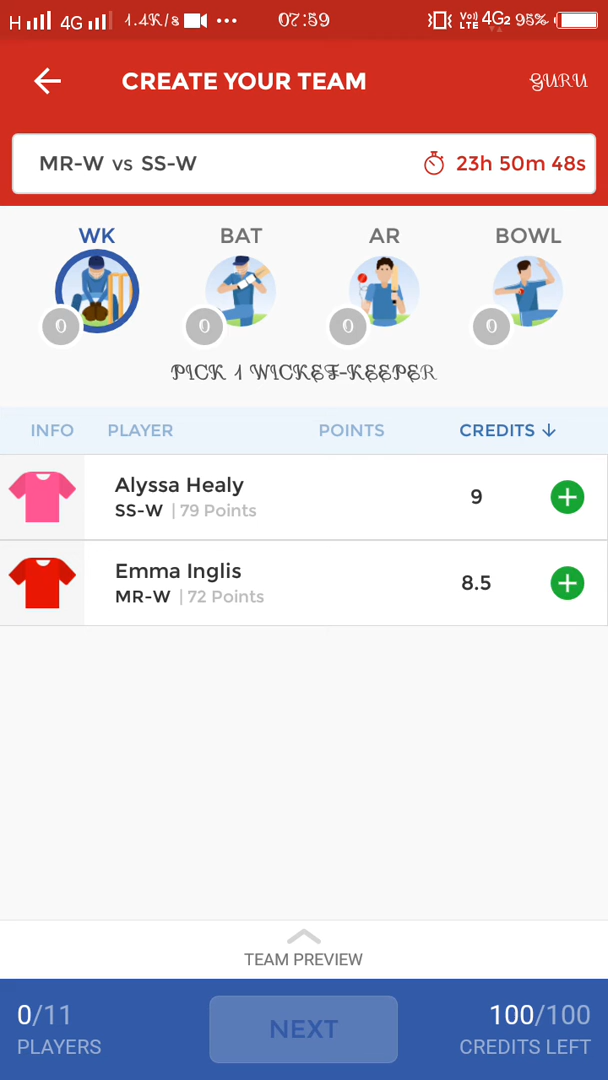 H 4G 1.4K/s ... 07:59 Vo)) LTE 4G2 95%
CREATE YOUR TEAM GURU
MR-W vs SS-W 23h 50m 48s
WK BAT AR BOWL
0 0 0 0
PICK 1 WICKET-KEEPER
INFO PLAYER POINTS CREDITS ↓
Alyssa Healy
SS-W | 79 Points 9 +
Emma Inglis
MR-W | 72 Points 8.5 +
TEAM PREVIEW
0/11 NEXT 100/100
PLAYERS CREDITS LEFT